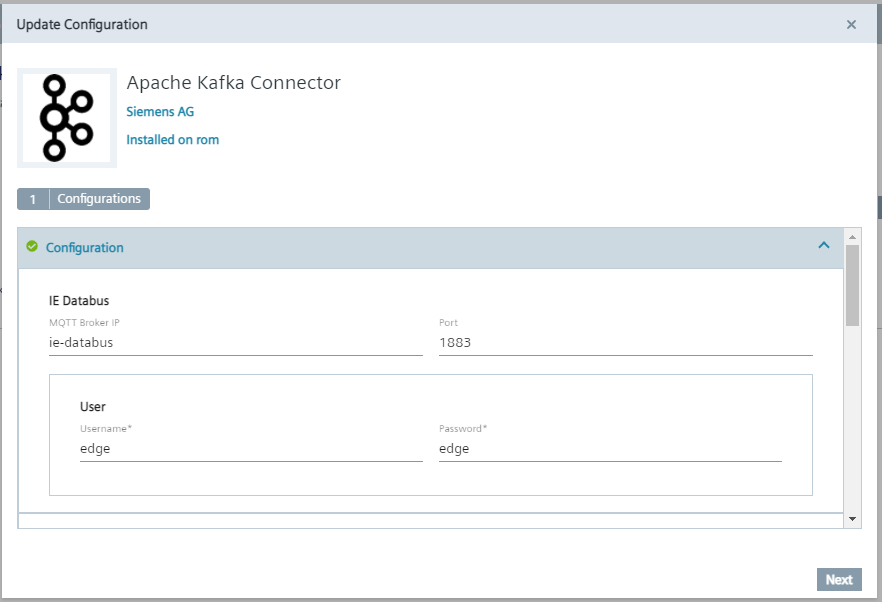 Update Configuration
Apache Kafka Connector
Siemens AG
Installed on rom
1 Configurations
Configuration
IE Databus
MQTT Broker IP Port
ie-databus 1883
User
Username* Password*
edge edge
Next